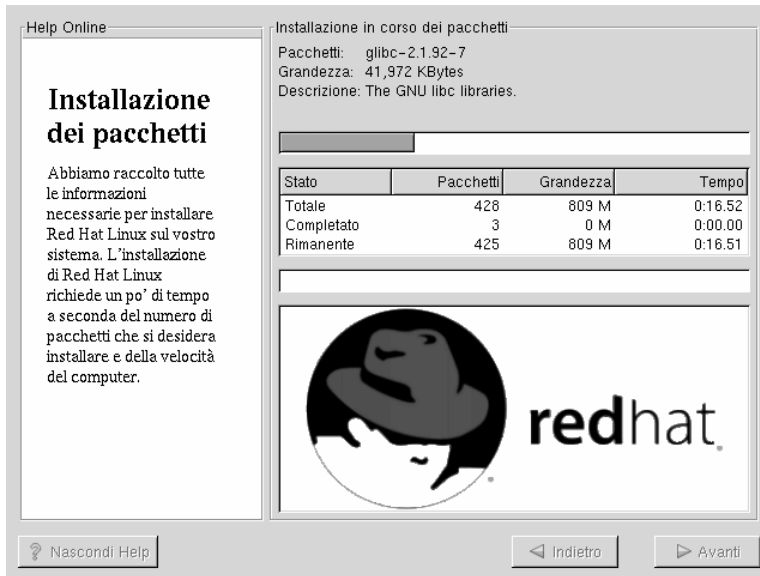 Help Online
Installazione
dei pacchetti
Abbiamo raccolto tutte
le informazioni
necessarie per installare
Red Hat Linux sul vostro
sistema. L'installazione
di Red Hat Linux
richiede un po' di tempo
a seconda del numero di
pacchetti che si desidera
installare e della velocità
del computer.
Installazione in corso dei pacchetti
Pacchetti: glibc-2.1.92-7
Grandezza: 41,972 KBytes
Descrizione: The GNU libc libraries.
Stato Pacchetti Grandezza Tempo
Totale 428 809 M 0:16.52
Completato 3 0 M 0:00.00
Rimanente 425 809 M 0:16.51
redhat.
Nascondi Help
Indietro
Avanti